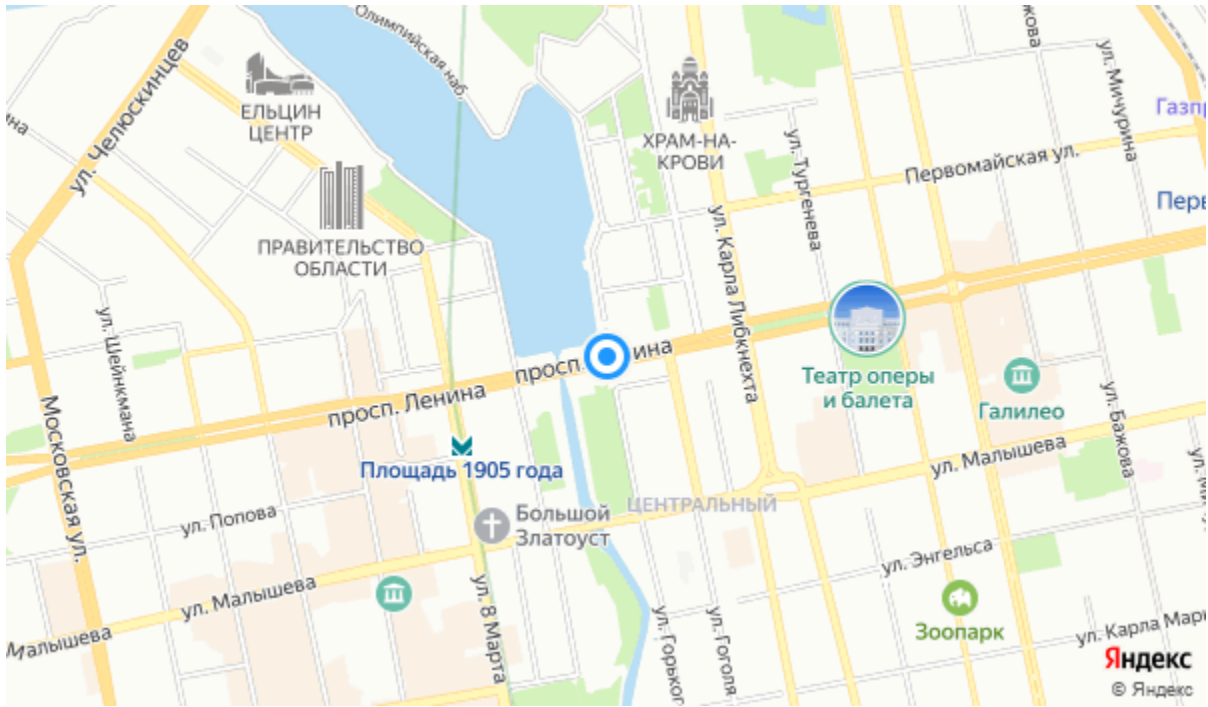 Олимпийская наб.
ул. Челюскинцев
ЕЛЬЦИН
ЦЕНТР
ХРАМ-НА-
КРОВИ
ул. Мичурина
Первомайская ул.
ул. Тургенева
ПРАВИТЕЛЬСТВО
ОБЛАСТИ
ул. Карла Либкнехта
ул. Шейнкмана
просп. Ленина
Театр оперы
и балета
Галилео
Московская ул.
Площадь 1905 года
ул. Малышева
ул. Бажова
ЦЕНТРАЛЬНЫЙ
ул. Попова
Большой
Златоуст
ул. Энгельса
ул. Малышева
Малышева
ул. 8 Марта
ул. Гоголя
Зоопарк
Яндекс
© Яндекс